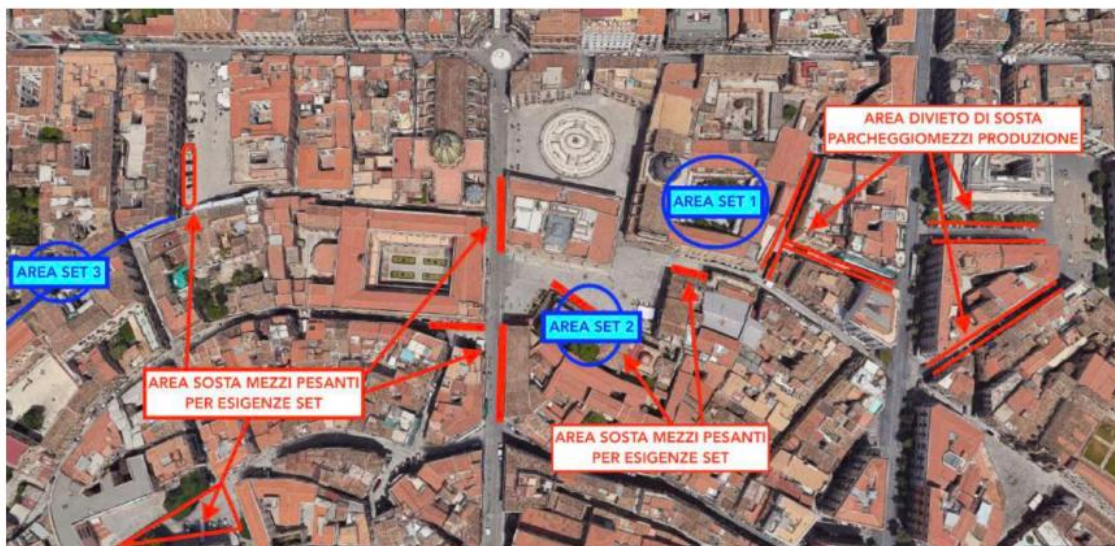 AREA DIVIETO DI SOSTA
PARCHEGGIOMEZZI PRODUZIONE
AREA SET 1
AREA SET 3
AREA SET 2
AREA SOSTA MEZZI PESANTI
PER ESIGENZE SET
AREA SOSTA MEZZI PESANTI
PER ESIGENZE SET